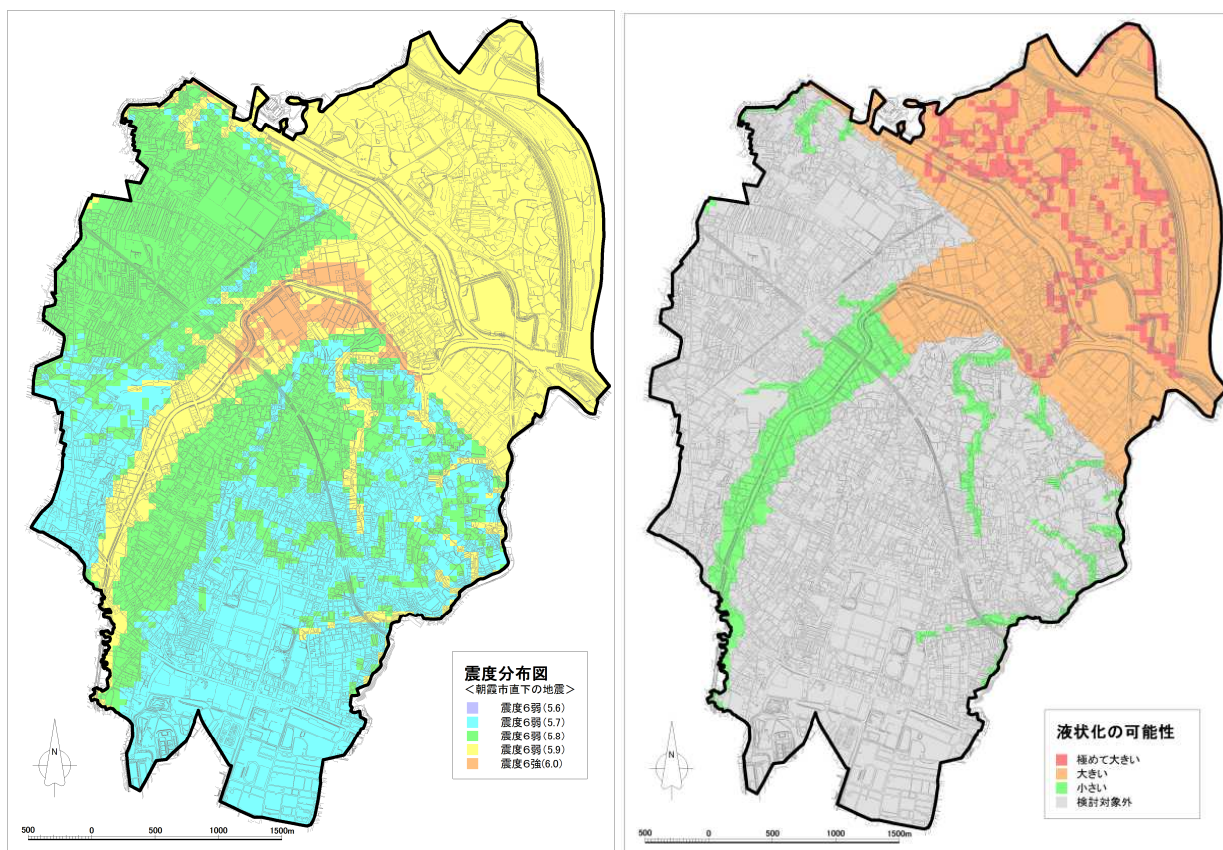 震度分布図
<朝霞市直下の地震>
震度6弱(5.6)
震度6弱(5.7)
震度6弱(5.8)
震度6弱(5.9)
震度6強(6.0)
N
500 0 500 1000 1500m
液状化の可能性
極めて大きい
大きい
小さい
検討対象外
N
500 0 500 1000 1500m